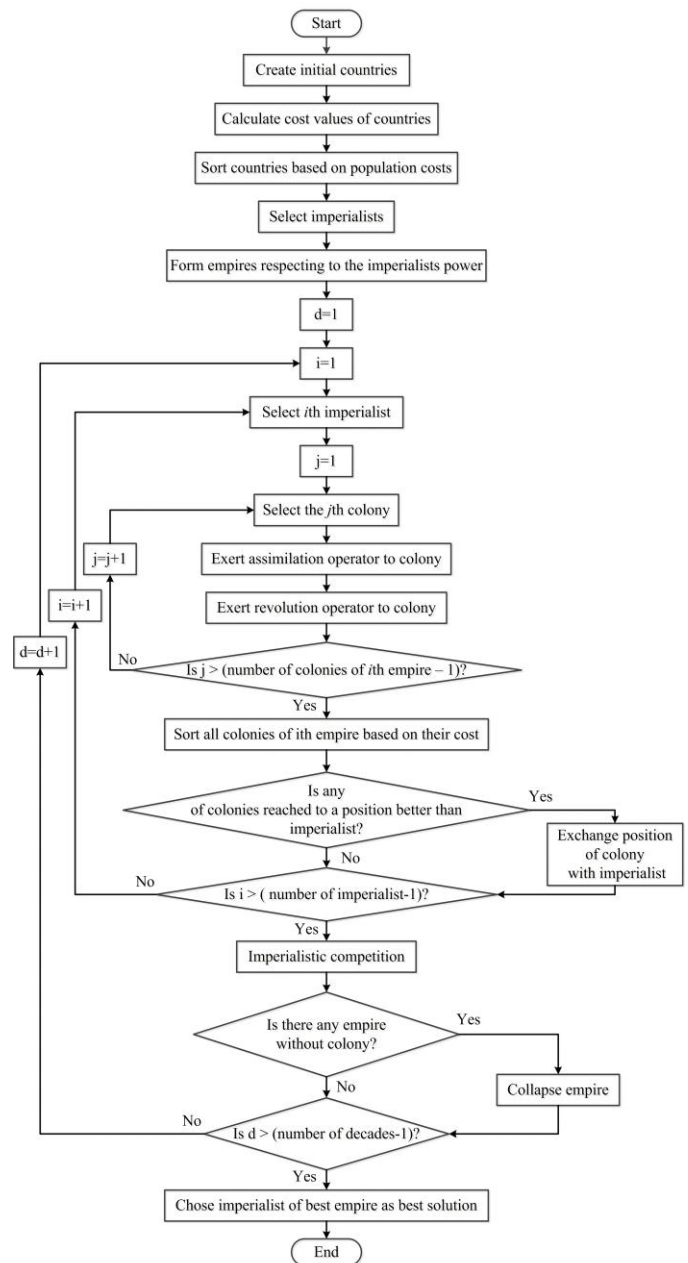 Start
Create initial countries
Calculate cost values of countries
Sort countries based on population costs
Select imperialists
Form empires respecting to the imperialists power
d=1
i=1
Select ith imperialist
j=1
Select the jth colony
j=j+1
Exert assimilation operator to colony
i=i+1
Exert revolution operator to colony
d=d+1
No
Is j > (number of colonies of ith empire – 1)?
Yes
Sort all colonies of ith empire based on their cost
Is any
of colonies reached to a position better than
imperialist?
Yes
Exchange position
of colony
with imperialist
No
No
Is i > ( number of imperialist-1)?
Yes
Imperialistic competition
Is there any empire
without colony?
Yes
Collapse empire
No
No
Is d > (number of decades-1)?
Yes
Chose imperialist of best empire as best solution
End